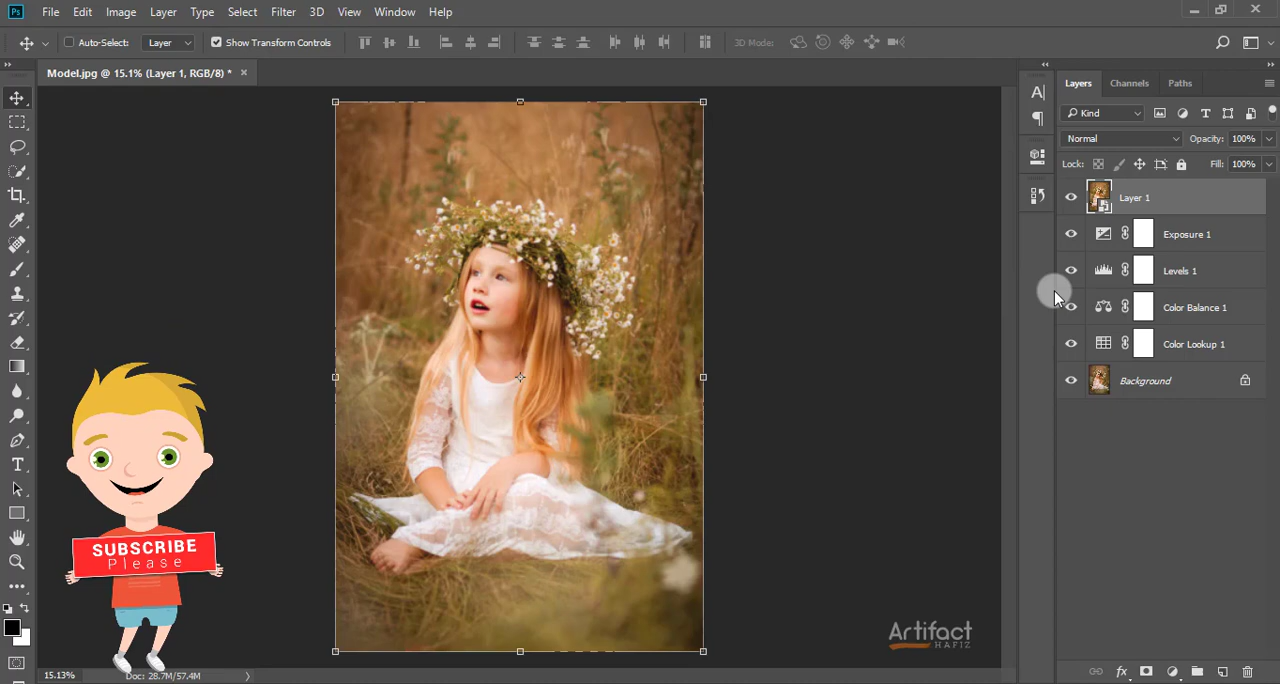 Ps File Edit Image Layer Type Select Filter 3D View Window Help
Auto-Select: Layer Show Transform Controls 3D Mode:
Model.jpg @ 15.1% (Layer 1, RGB/8) * ×
Layers Channels Paths
Kind
Normal Opacity: 100%
Lock: Fill: 100%
Layer 1
Exposure 1
Levels 1
Color Balance 1
Color Lookup 1
Background
SUBSCRIBE
Please
Artifact
HAFIZ
15.13% Doc: 28.7M/57.4M